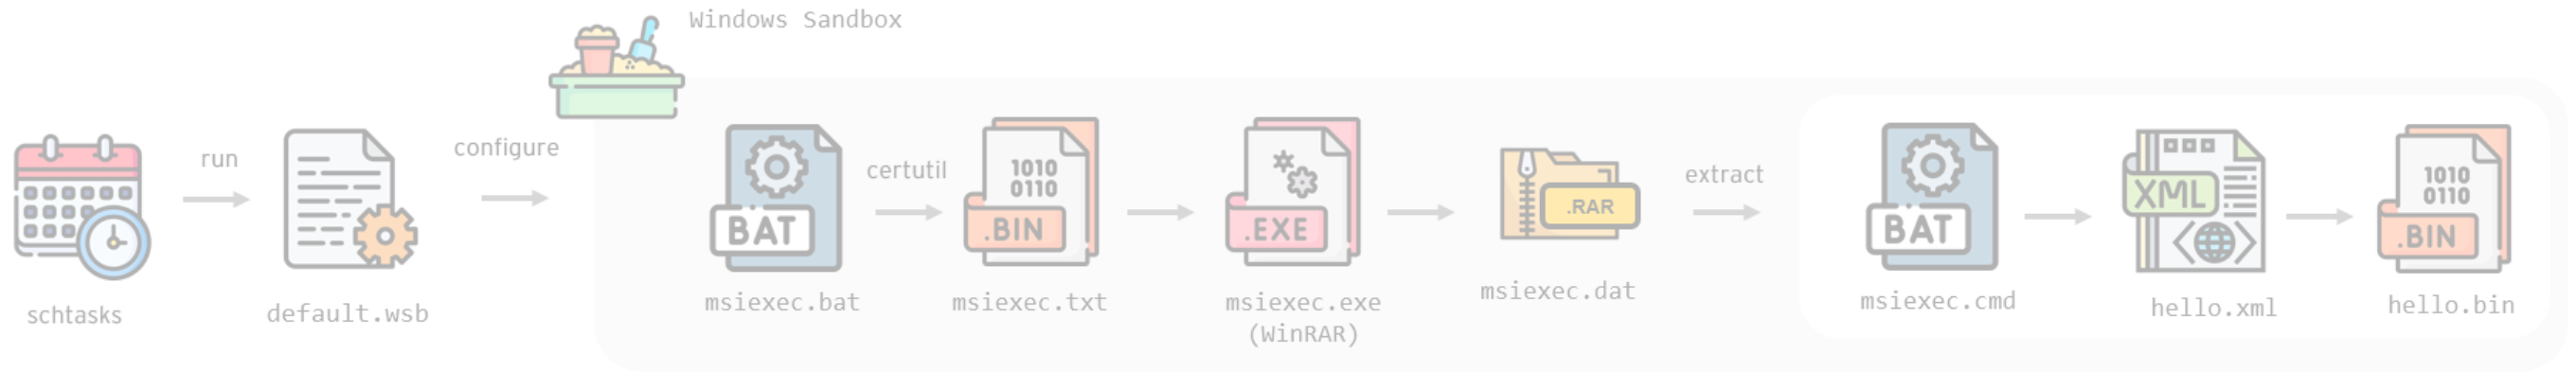 Windows Sandbox
schtasks
run
default.wsb
configure
BAT
msiexec.bat
certutil
1010
0110
.BIN
msiexec.txt
.EXE
msiexec.exe
(WinRAR)
.RAR
msiexec.dat
extract
BAT
msiexec.cmd
XML
hello.xml
1010
0110
.BIN
hello.bin